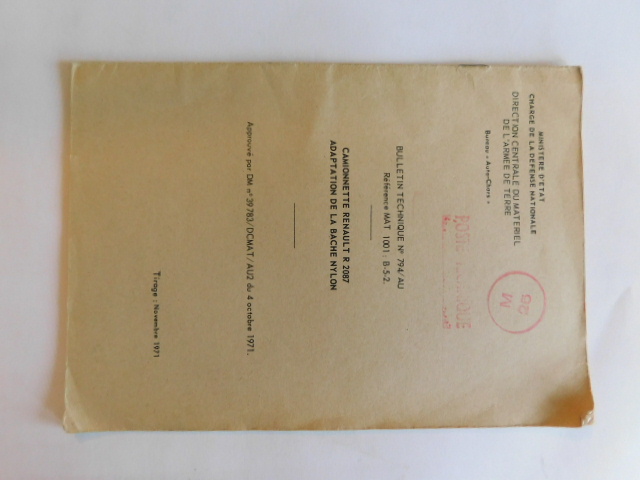 MINISTERE D'ETAT
CHARGE DE LA DEFENSE NATIONALE
DIRECTION CENTRALE DU MATERIEL
DE L'ARMEE DE TERRE
Bureau « Auto-Chars »
M
BULLETIN TECHNIQUE N° 794/AU
Référence MAT 1001 : B-5-2.
CAMIONNETTE RENAULT R 2087
ADAPTATION DE LA BACHE NYLON
Approuvé par DM n° 39 783/DCMAT/AU2 du 4 octobre 1971.
Tirage : Novembre 1971